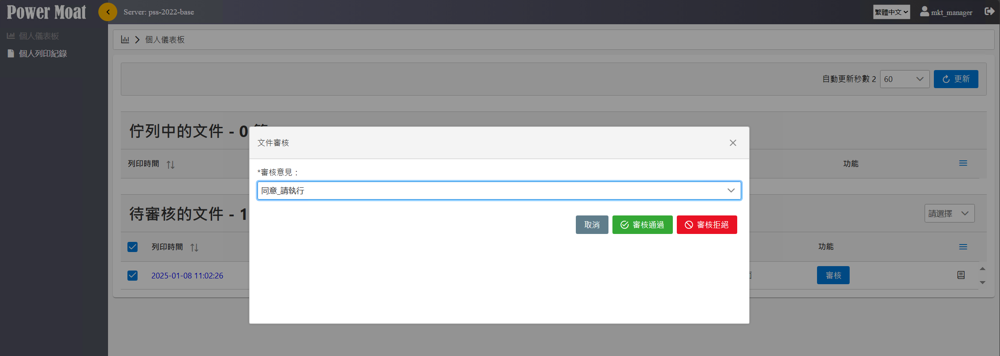 Power Moat
Server: pss-2022-base
繁體中文
mkt_manager
個人儀表板
個人列印紀錄
個人儀表板
自動更新秒數 2
60
更新
佇列中的文件 - 0
列印時間
功能
文件審核
*審核意見：
同意_請執行
取消
審核通過
審核拒絕
待審核的文件 - 1
請選擇
列印時間
功能
2025-01-08 11:02:26
審核